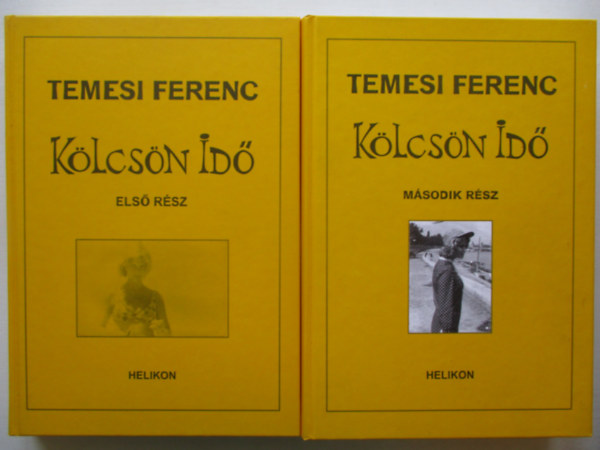 TEMESI FERENC
KÖLCSÖN IDŐ
ELSŐ RÉSZ
HELIKON
TEMESI FERENC
KÖLCSÖN IDŐ
MÁSODIK RÉSZ
HELIKON